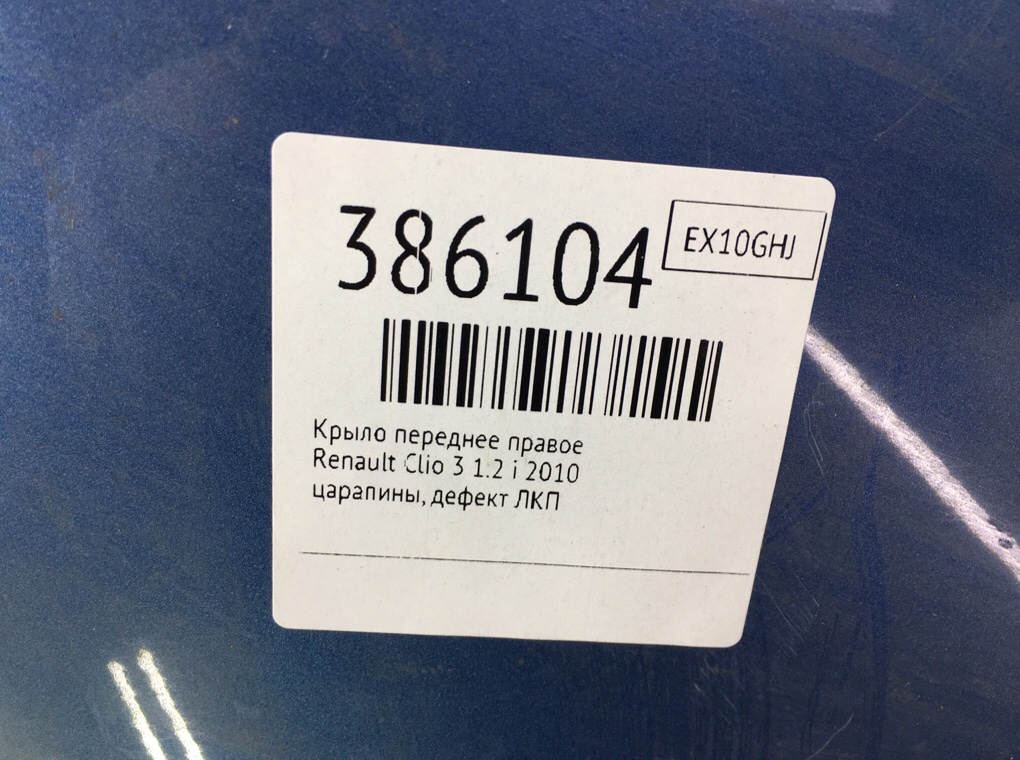 386104
EX10GHJ
Крыло переднее правое
Renault Clio 3 1.2 i 2010
царапины, дефект ЛКП